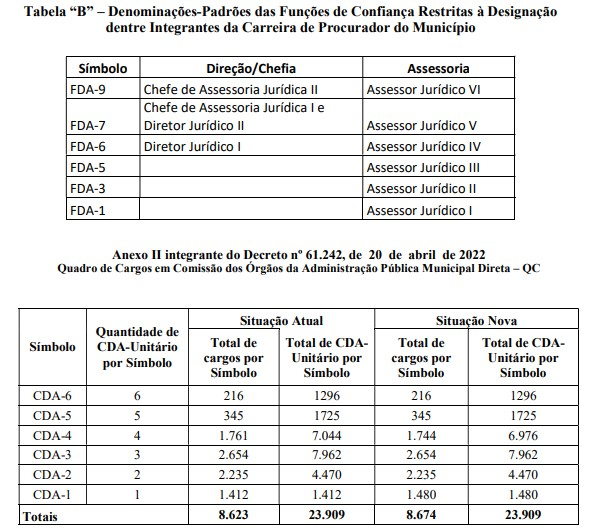 Tabela “B” – Denominações-Padrões das Funções de Confiança Restritas à Designação
dentre Integrantes da Carreira de Procurador do Município
Símbolo Direção/Chefia Assessoria
FDA-9 Chefe de Assessoria Jurídica II Assessor Jurídico VI
Chefe de Assessoria Jurídica I e
FDA-7 Diretor Jurídico II Assessor Jurídico V
FDA-6 Diretor Jurídico I Assessor Jurídico IV
FDA-5 Assessor Jurídico III
FDA-3 Assessor Jurídico II
FDA-1 Assessor Jurídico I
Anexo II integrante do Decreto nº 61.242, de 20 de abril de 2022
Quadro de Cargos em Comissão dos Órgãos da Administração Pública Municipal Direta – QC
Símbolo
Quantidade de
CDA-Unitário
por Símbolo
Situação Atual Situação Nova
Total de
cargos por
Símbolo
Total de CDA-
Unitário por
Símbolo
Total de
cargos por
Símbolo
Total de CDA-
Unitário por
Símbolo
CDA-6 6 216 1296 216 1296
CDA-5 5 345 1725 345 1725
CDA-4 4 1.761 7.044 1.744 6.976
CDA-3 3 2.654 7.962 2.654 7.962
CDA-2 2 2.235 4.470 2.235 4.470
CDA-1 1 1.412 1.412 1.480 1.480
Totais 8.623 23.909 8.674 23.909